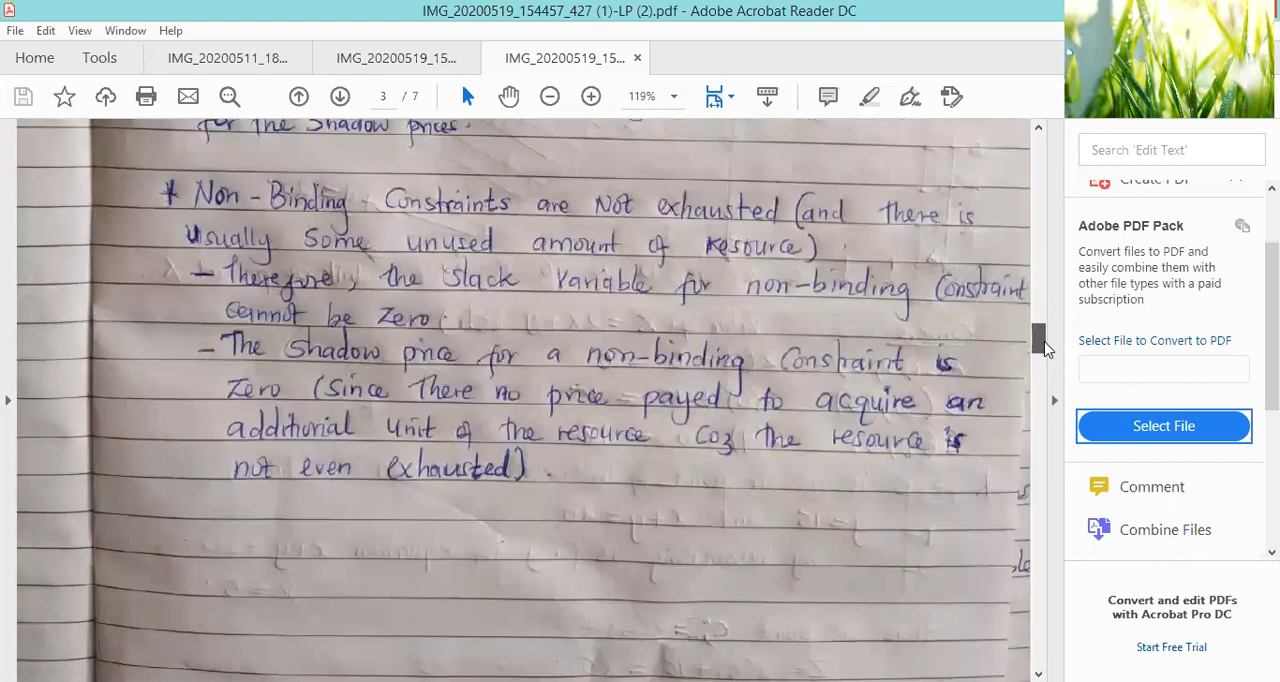 IMG_20200519_154457_427 (1)-LP (2).pdf - Adobe Acrobat Reader DC
File Edit View Window Help
Home Tools IMG_20200511_18... IMG_20200519_15... IMG_20200519_15... ×
3 / 7 119%
for the shadow prices.
* Non-Binding Constraints are Not exhausted (and there is
usually some unused amount of resource)
- Therefore, the slack variable for non-binding Constraint
cannot be zero.
- The shadow price for a non-binding Constraint is
Zero (since there no price payed to acquire an
additional unit of the resource Coz the resource is
not even exhausted).
Search 'Edit Text'
Create PDF
Adobe PDF Pack
Convert files to PDF and
easily combine them with
other file types with a paid
subscription
Select File to Convert to PDF
Select File
Comment
Combine Files
Convert and edit PDFs
with Acrobat Pro DC
Start Free Trial